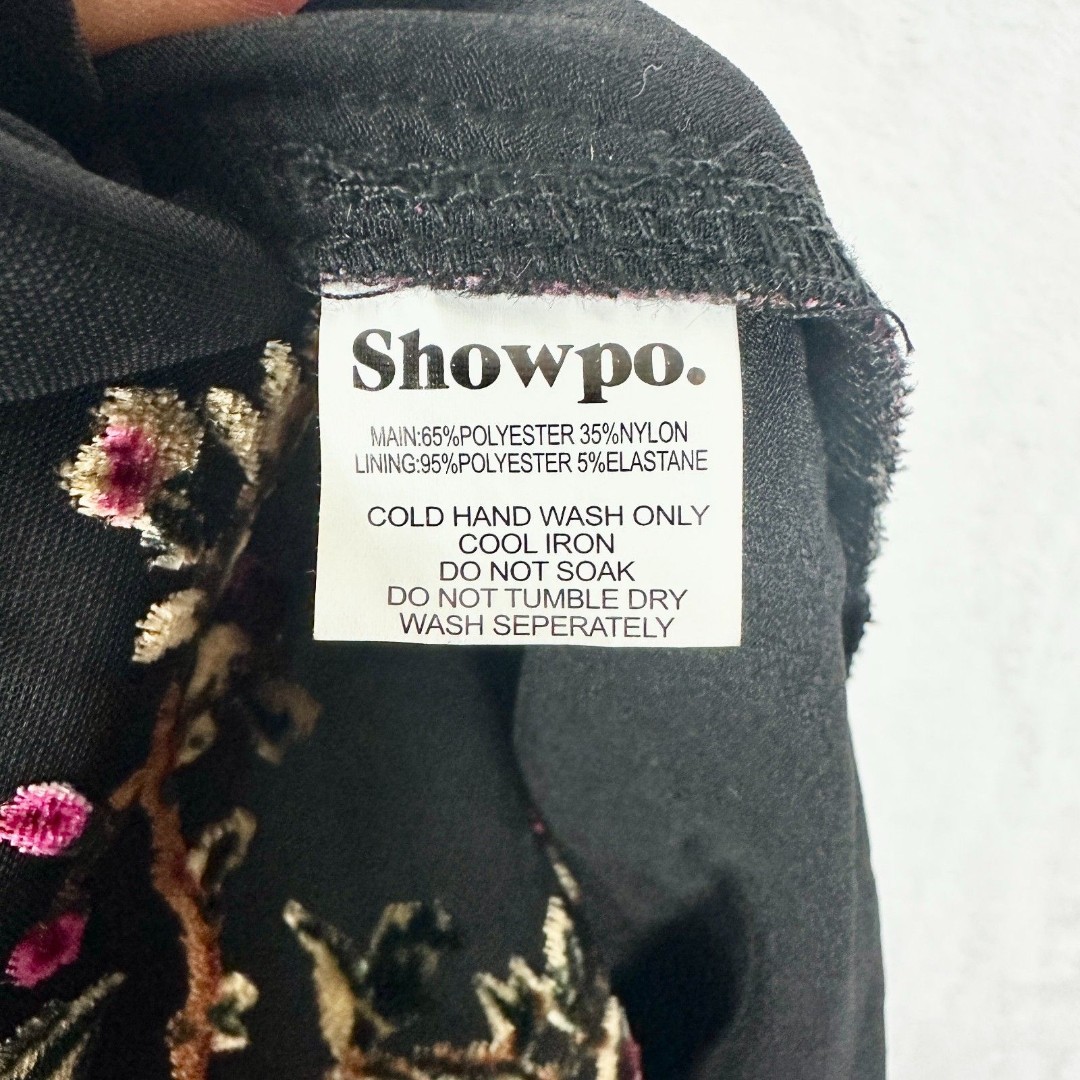 Showpo.
MAIN:65%POLYESTER 35%NYLON
LINING:95%POLYESTER 5%ELASTANE
COLD HAND WASH ONLY
COOL IRON
DO NOT SOAK
DO NOT TUMBLE DRY
WASH SEPERATELY